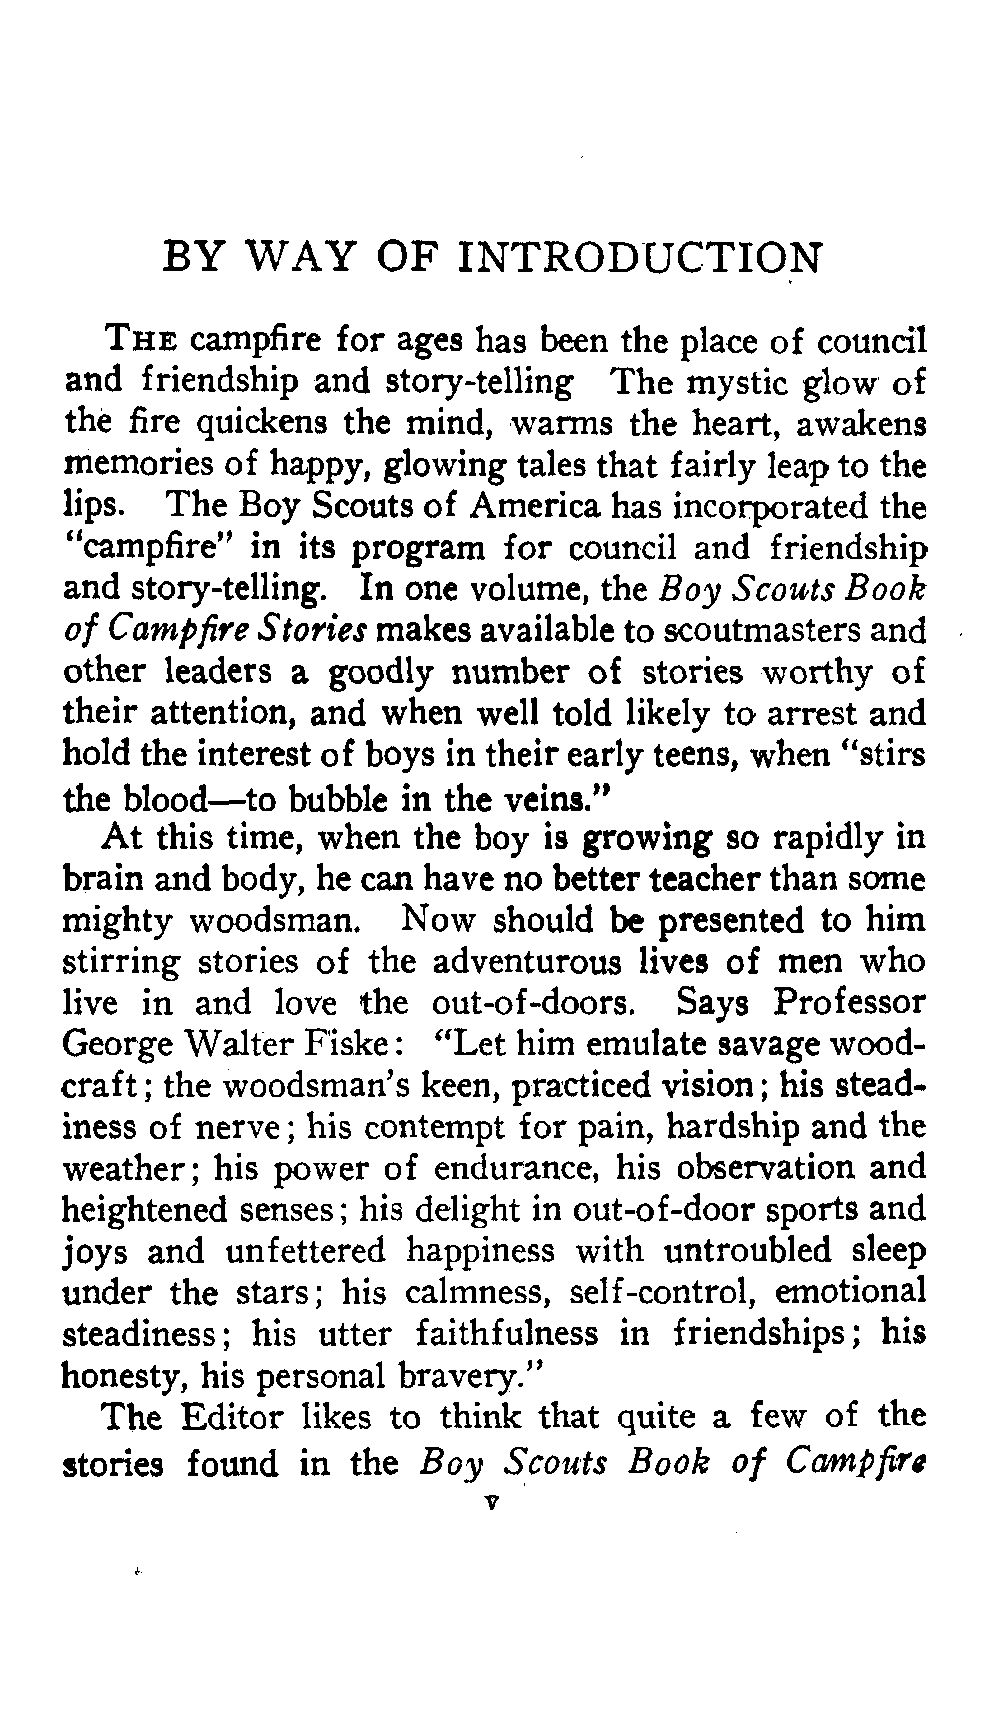 BY WAY OF INTRODUCTION
THE campfire for ages has been the place of council
and friendship and story-telling The mystic glow of
the fire quickens the mind, warms the heart, awakens
memories of happy, glowing tales that fairly leap to the
lips. The Boy Scouts of America has incorporated the
"campfire" in its program for council and friendship
and story-telling. In one volume, the Boy Scouts Book
of Campfire Stories makes available to scoutmasters and
other leaders a goodly number of stories worthy of
their attention, and when well told likely to arrest and
hold the interest of boys in their early teens, when "stirs
the blood—to bubble in the veins."
At this time, when the boy is growing so rapidly in
brain and body, he can have no better teacher than some
mighty woodsman. Now should be presented to him
stirring stories of the adventurous lives of men who
live in and love the out-of-doors. Says Professor
George Walter Fiske: "Let him emulate savage wood-
craft; the woodsman's keen, practiced vision; his stead-
iness of nerve; his contempt for pain, hardship and the
weather; his power of endurance, his observation and
heightened senses; his delight in out-of-door sports and
joys and unfettered happiness with untroubled sleep
under the stars; his calmness, self-control, emotional
steadiness; his utter faithfulness in friendships; his
honesty, his personal bravery."
The Editor likes to think that quite a few of the
stories found in the Boy Scouts Book of Campfire
v